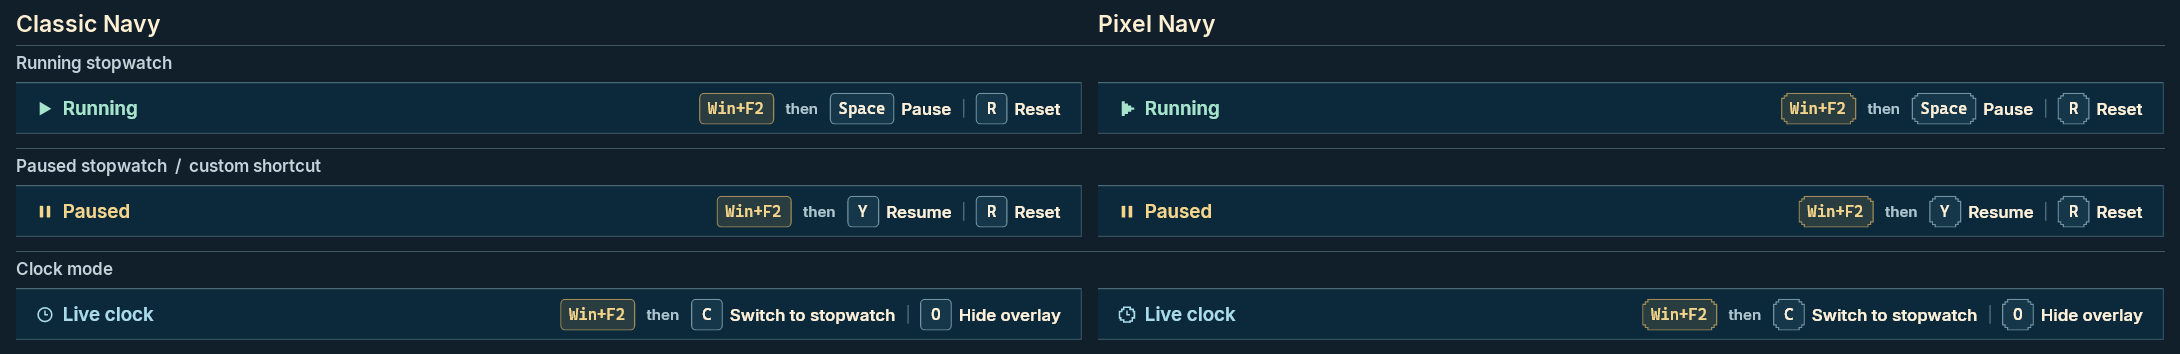 Classic Navy
Pixel Navy
Running stopwatch
Running Win+F2 then Space Pause | R Reset
Running Win+F2 then Space Pause | R Reset
Paused stopwatch / custom shortcut
Paused Win+F2 then Y Resume | R Reset
Paused Win+F2 then Y Resume | R Reset
Clock mode
Live clock Win+F2 then C Switch to stopwatch | O Hide overlay
Live clock Win+F2 then C Switch to stopwatch | O Hide overlay